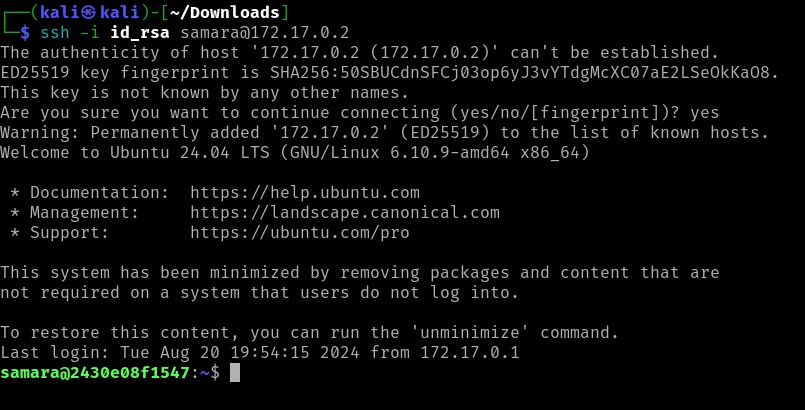 ┌──(kali㉿kali)-[~/Downloads]
└─$ ssh -i id_rsa samara@172.17.0.2
The authenticity of host '172.17.0.2 (172.17.0.2)' can't be established.
ED25519 key fingerprint is SHA256:50SBUCdnSFCj03op6yJ3vYTdgMcXC07aE2LSeOkKaO8.
This key is not known by any other names.
Are you sure you want to continue connecting (yes/no/[fingerprint])? yes
Warning: Permanently added '172.17.0.2' (ED25519) to the list of known hosts.
Welcome to Ubuntu 24.04 LTS (GNU/Linux 6.10.9-amd64 x86_64)
 * Documentation:  https://help.ubuntu.com
 * Management:     https://landscape.canonical.com
 * Support:        https://ubuntu.com/pro
This system has been minimized by removing packages and content that are
not required on a system that users do not log into.
To restore this content, you can run the 'unminimize' command.
Last login: Tue Aug 20 19:54:15 2024 from 172.17.0.1
samara@2430e08f1547:~$